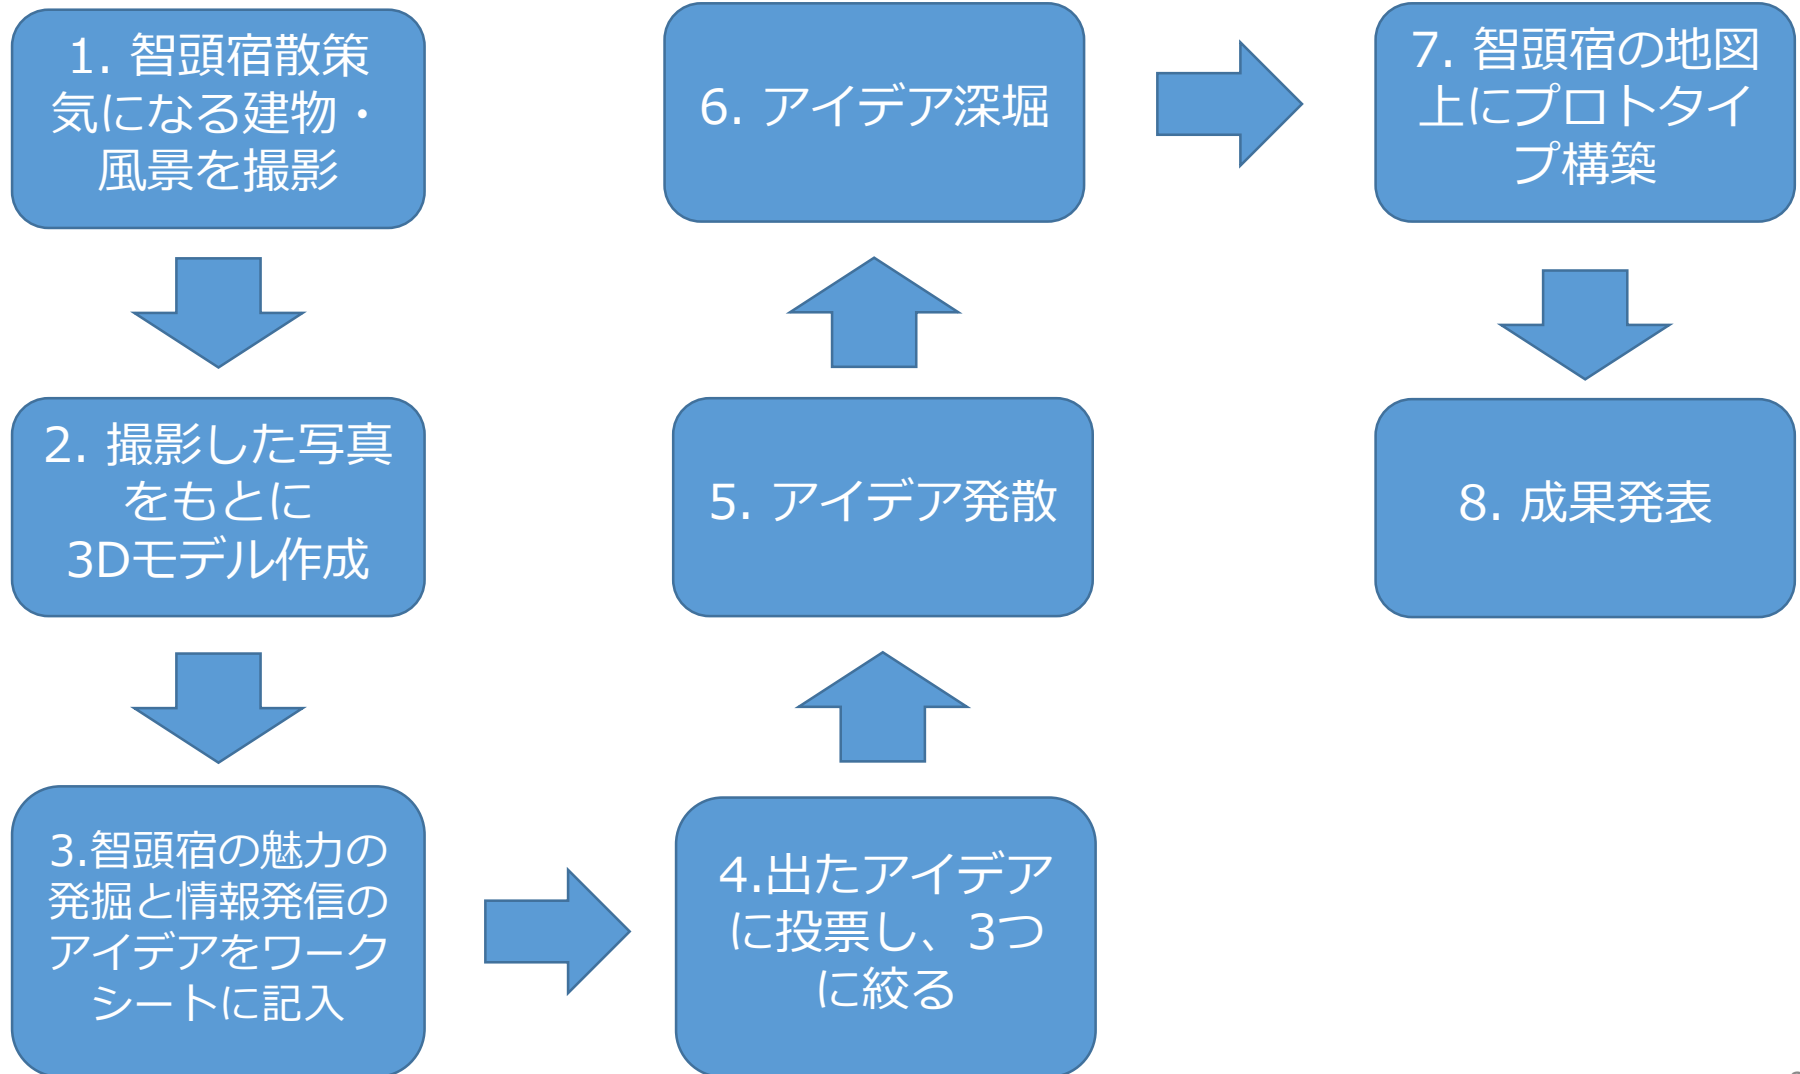 1. 智頭宿散策
気になる建物・
風景を撮影
2. 撮影した写真
をもとに
3Dモデル作成
3.智頭宿の魅力の
発掘と情報発信の
アイデアをワーク
シートに記入
4.出たアイデア
に投票し、3つ
に絞る
5. アイデア発散
6. アイデア深堀
7. 智頭宿の地図
上にプロトタイ
プ構築
8. 成果発表